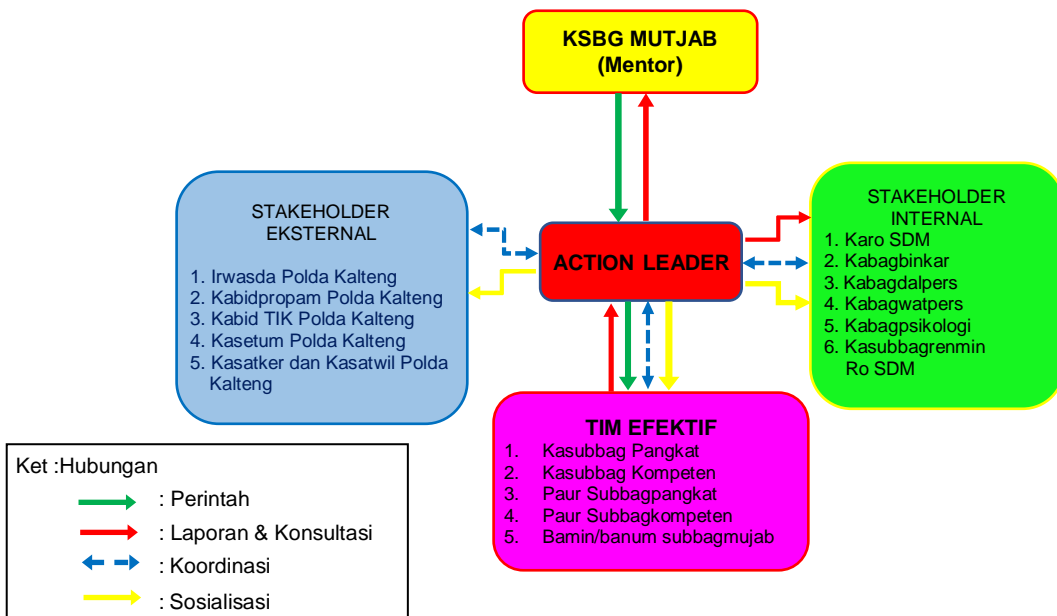 KSBG MUTJAB
(Mentor)
STAKEHOLDER
EKSTERNAL
1. Irwasda Polda Kalteng
2. Kabidpropam Polda Kalteng
3. Kabid TIK Polda Kalteng
4. Kasetum Polda Kalteng
5. Kasatker dan Kasatwil Polda
Kalteng
ACTION LEADER
STAKEHOLDER
INTERNAL
1. Karo SDM
2. Kabagbinkar
3. Kabagdalpers
4. Kabagwatpers
5. Kabagpsikologi
6. Kasubbagrenmin
Ro SDM
TIM EFEKTIF
1. Kasubbag Pangkat
2. Kasubbag Kompeten
3. Paur Subbagpangkat
4. Paur Subbagkompeten
5. Bamin/banum subbagmujab
Ket :Hubungan
: Perintah
: Laporan & Konsultasi
: Koordinasi
: Sosialisasi